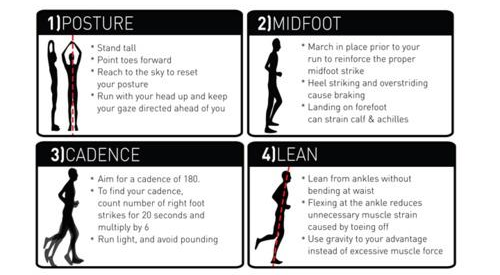 1)POSTURE
* Stand tall
* Point toes forward
* Reach to the sky to reset
your posture
* Run with your head up and keep
your gaze directed ahead of you
2)MIDFOOT
* March in place prior to your
run to reinforce the proper
midfoot strike
* Heel striking and overstriding
cause braking
* Landing on forefoot
can strain calf & achilles
3)CADENCE
* Aim for a cadence of 180.
* To find your cadence,
count number of right foot
strikes for 20 seconds and
multiply by 6
* Run light, and avoid pounding
4)LEAN
* Lean from ankles without
bending at waist
* Flexing at the ankle reduces
unnecessary muscle strain
caused by toeing off
* Use gravity to your advantage
instead of excessive muscle force